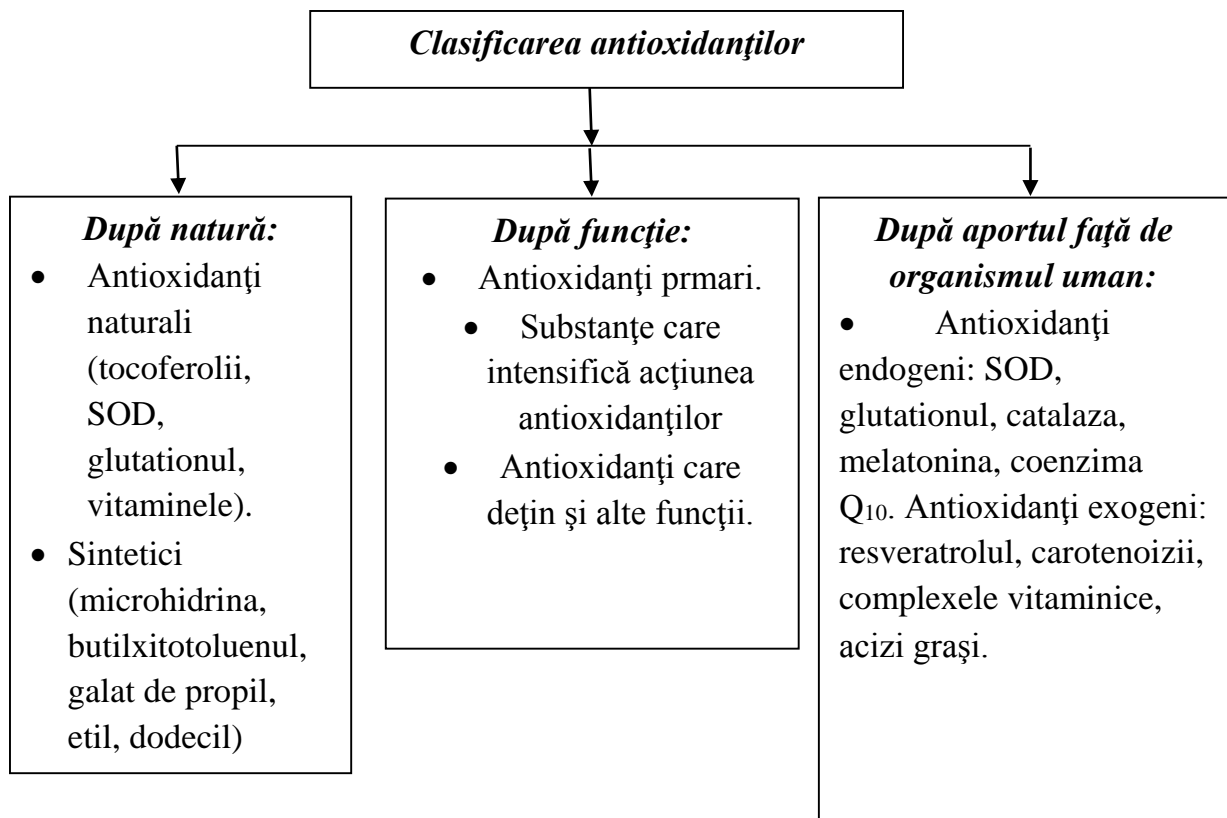 Clasificarea antioxidanţilor
După natură:
• Antioxidanţi
naturali
(tocoferolii,
SOD,
glutationul,
vitaminele).
• Sintetici
(microhidrina,
butilxitotoluenul,
galat de propil,
etil, dodecil)
După funcţie:
• Antioxidanţi prmari.
• Substanţe care
intensifică acţiunea
antioxidanţilor
• Antioxidanţi care
deţin şi alte funcţii.
După aportul faţă de
organismul uman:
• Antioxidanţi
endogeni: SOD,
glutationul, catalaza,
melatonina, coenzima
Q₁₀. Antioxidanţi exogeni:
resveratrolul, carotenoizii,
complexele vitaminice,
acizi graşi.